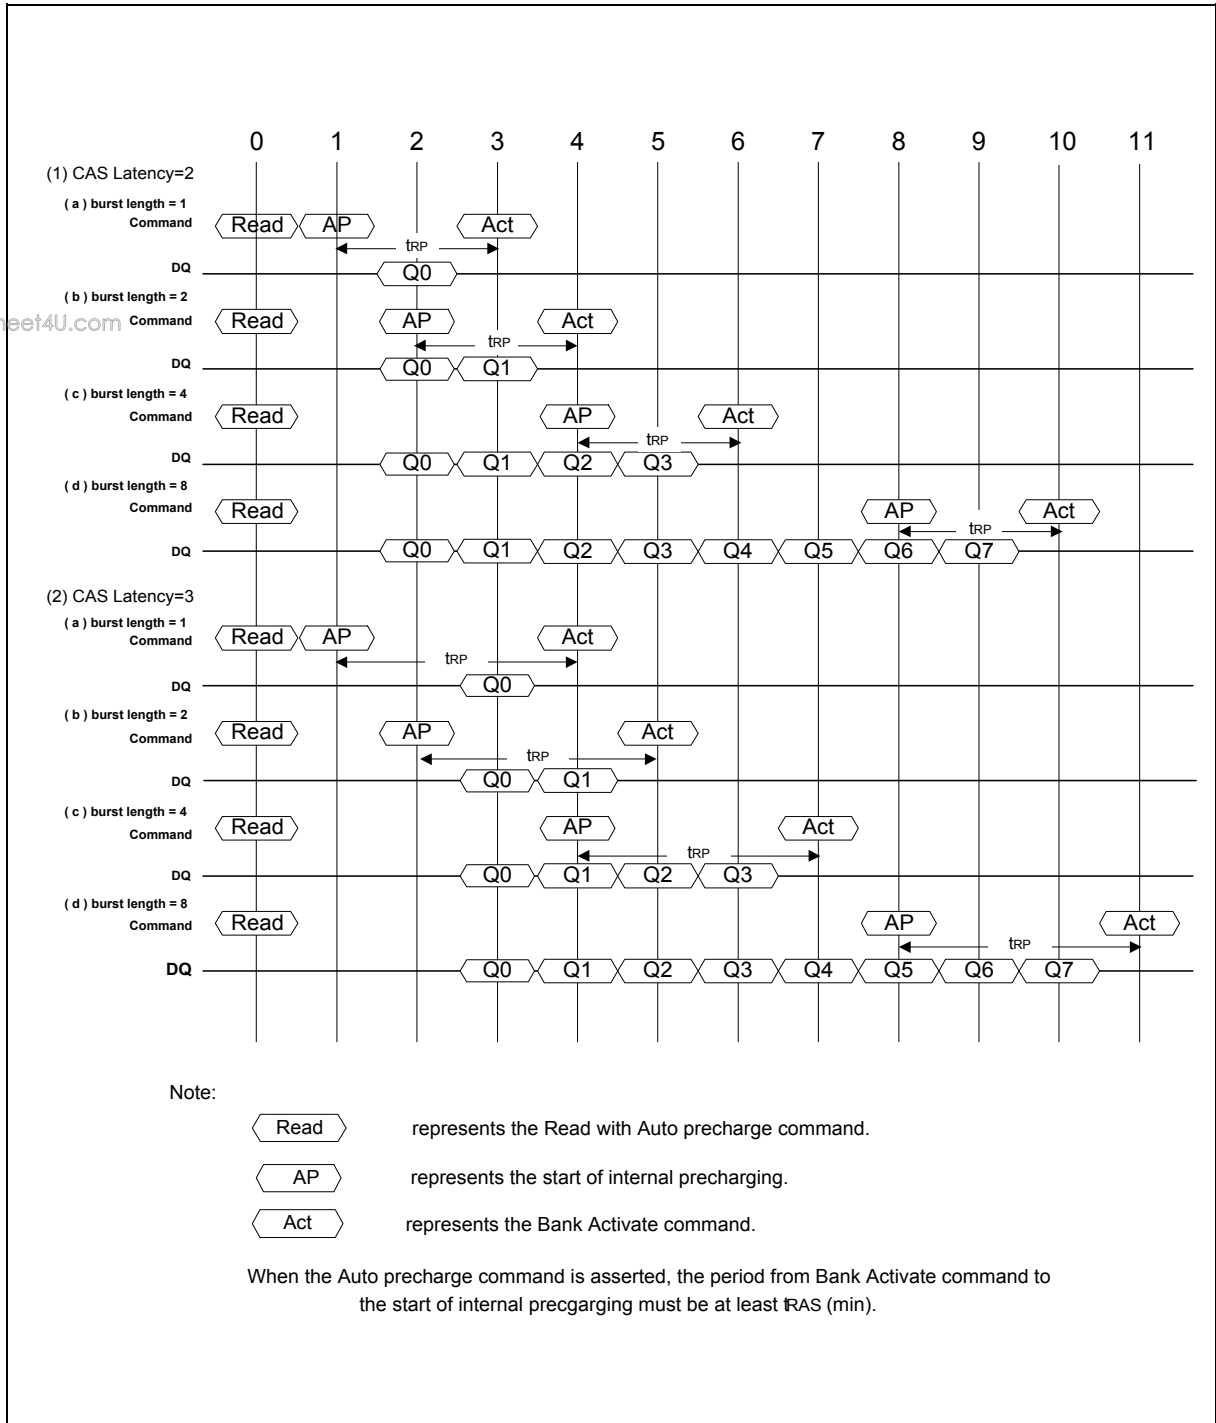 0 1 2 3 4 5 6 7 8 9 10 11
(1) CAS Latency=2
( a ) burst length = 1
Command Read AP Act
tRP
DQ Q0
( b ) burst length = 2
heet4U.com Command Read AP Act
tRP
DQ Q0 Q1
( c ) burst length = 4
Command Read AP Act
tRP
DQ Q0 Q1 Q2 Q3
( d ) burst length = 8
Command Read AP Act
tRP
DQ Q0 Q1 Q2 Q3 Q4 Q5 Q6 Q7
(2) CAS Latency=3
( a ) burst length = 1
Command Read AP Act
tRP
DQ Q0
( b ) burst length = 2
Command Read AP Act
tRP
DQ Q0 Q1
( c ) burst length = 4
Command Read AP Act
tRP
DQ Q0 Q1 Q2 Q3
( d ) burst length = 8
Command Read AP Act
tRP
DQ Q0 Q1 Q2 Q3 Q4 Q5 Q6 Q7
Note:
Read represents the Read with Auto precharge command.
AP represents the start of internal precharging.
Act represents the Bank Activate command.
When the Auto precharge command is asserted, the period from Bank Activate command to
the start of internal precgarging must be at least tRAS (min).